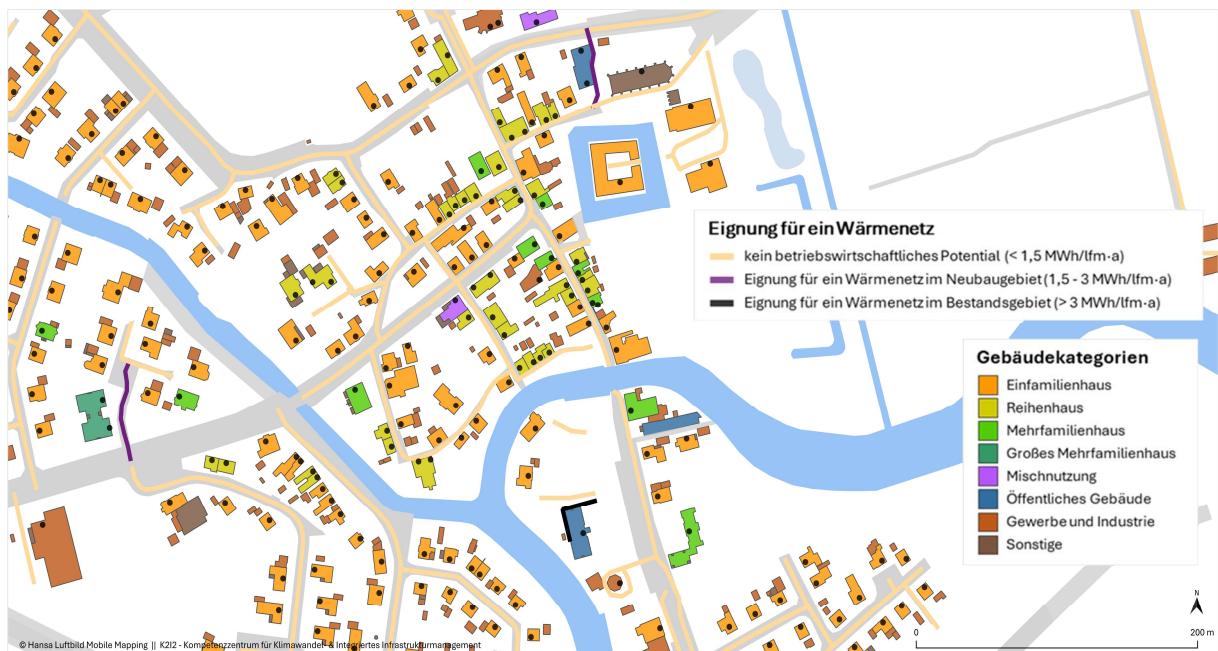 Eignung für ein Wärmenetz
kein betriebswirtschaftliches Potential (< 1,5 MWh/lfm·a)
Eignung für ein Wärmenetz im Neubaugebiet (1,5 - 3 MWh/lfm·a)
Eignung für ein Wärmenetz im Bestandsgebiet (> 3 MWh/lfm·a)
Gebäudekategorien
Einfamilienhaus
Reihenhaus
Mehrfamilienhaus
Großes Mehrfamilienhaus
Mischnutzung
Öffentliches Gebäude
Gewerbe und Industrie
Sonstige
N
0 200 m
© Hansa Luftbild Mobile Mapping || K2I2 - Kompetenzzentrum für Klimawandel & Integriertes Infrastrukturmanagement